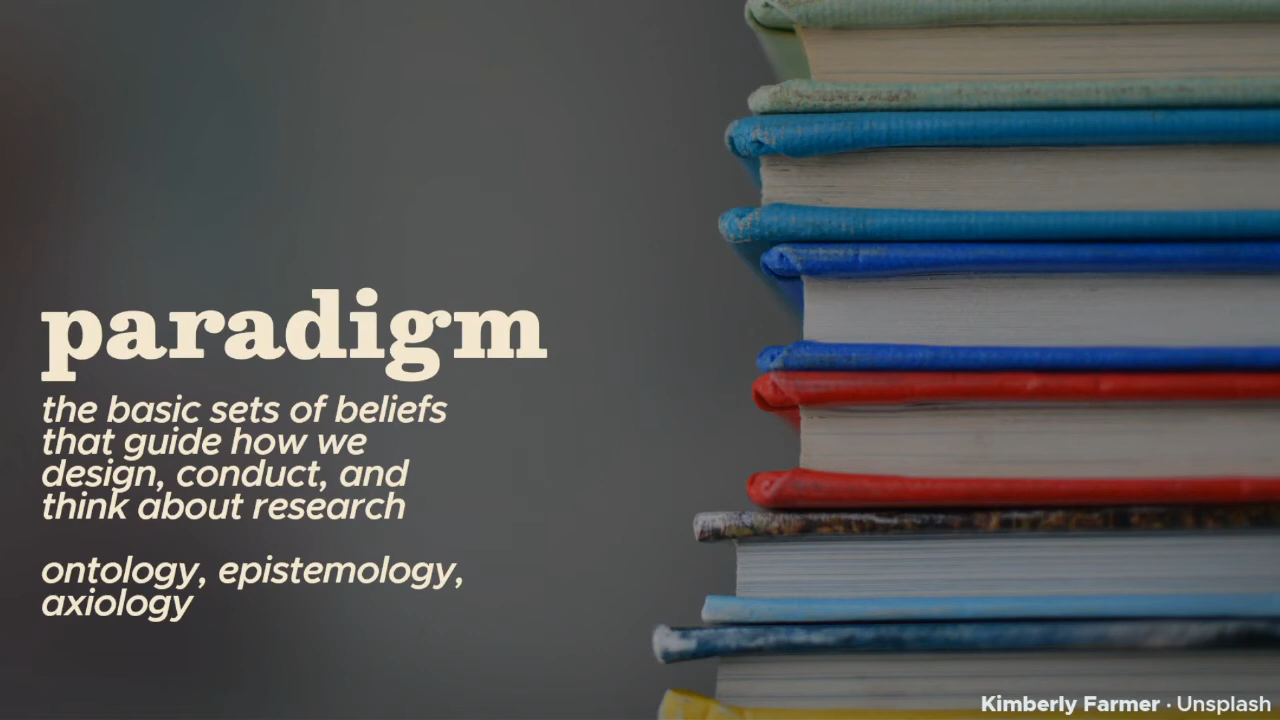 paradigm
the basic sets of beliefs
that guide how we
design, conduct, and
think about research
ontology, epistemology,
axiology
Kimberly Farmer · Unsplash